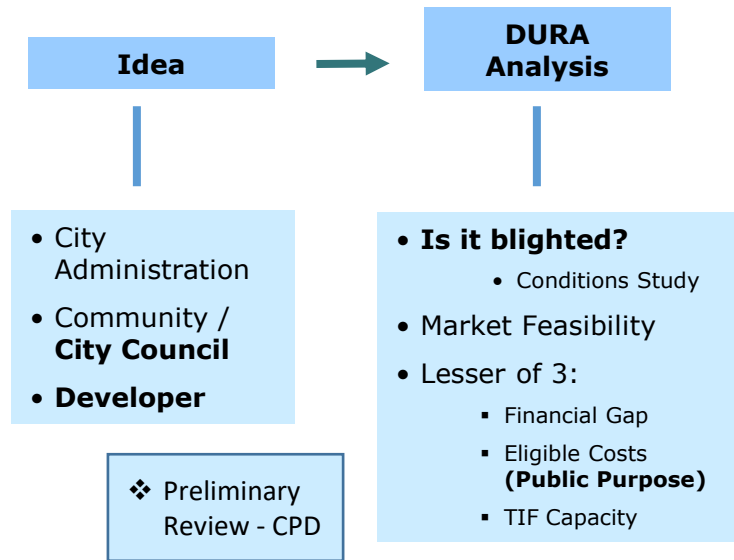 Idea
DURA
Analysis
• City
Administration
• Community /
City Council
• Developer
❖ Preliminary
Review - CPD
• Is it blighted?
• Conditions Study
• Market Feasibility
• Lesser of 3:
▪ Financial Gap
▪ Eligible Costs
(Public Purpose)
▪ TIF Capacity